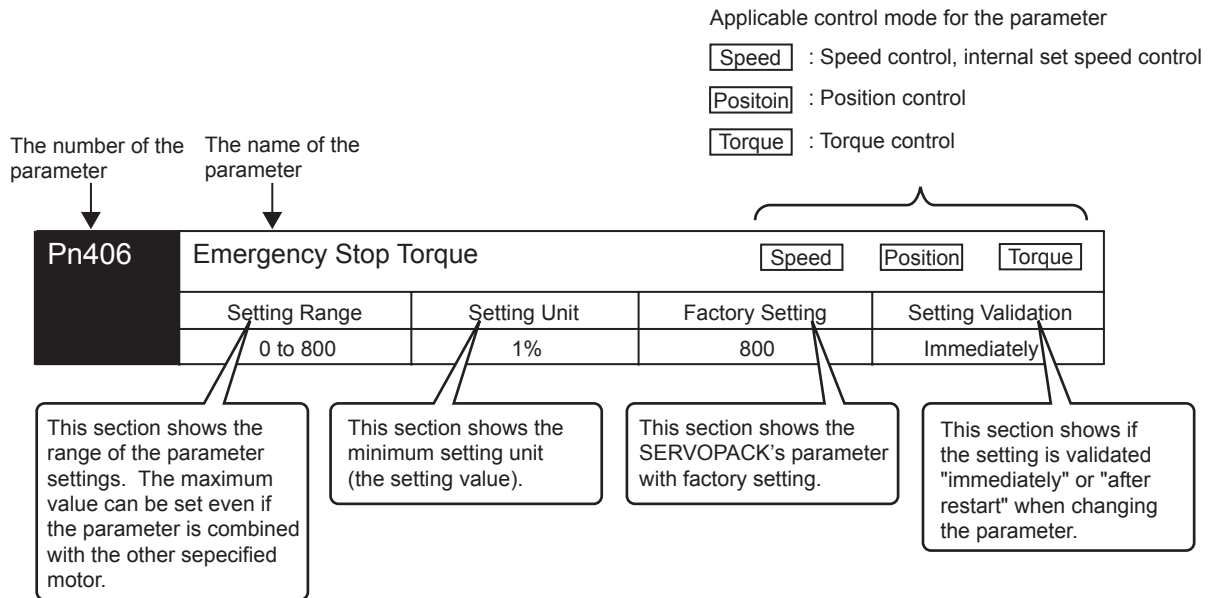 Applicable control mode for the parameter
Speed : Speed control, internal set speed control
Positoin : Position control
Torque : Torque control
The number of the
parameter
The name of the
parameter
Pn406 Emergency Stop Torque Speed Position Torque
Setting Range Setting Unit Factory Setting Setting Validation
0 to 800 1% 800 Immediately
This section shows the
range of the parameter
settings. The maximum
value can be set even if
the parameter is combined
with the other sepecified
motor.
This section shows the
minimum setting unit
(the setting value).
This section shows the
SERVOPACK's parameter
with factory setting.
This section shows if
the setting is validated
"immediately" or "after
restart" when changing
the parameter.